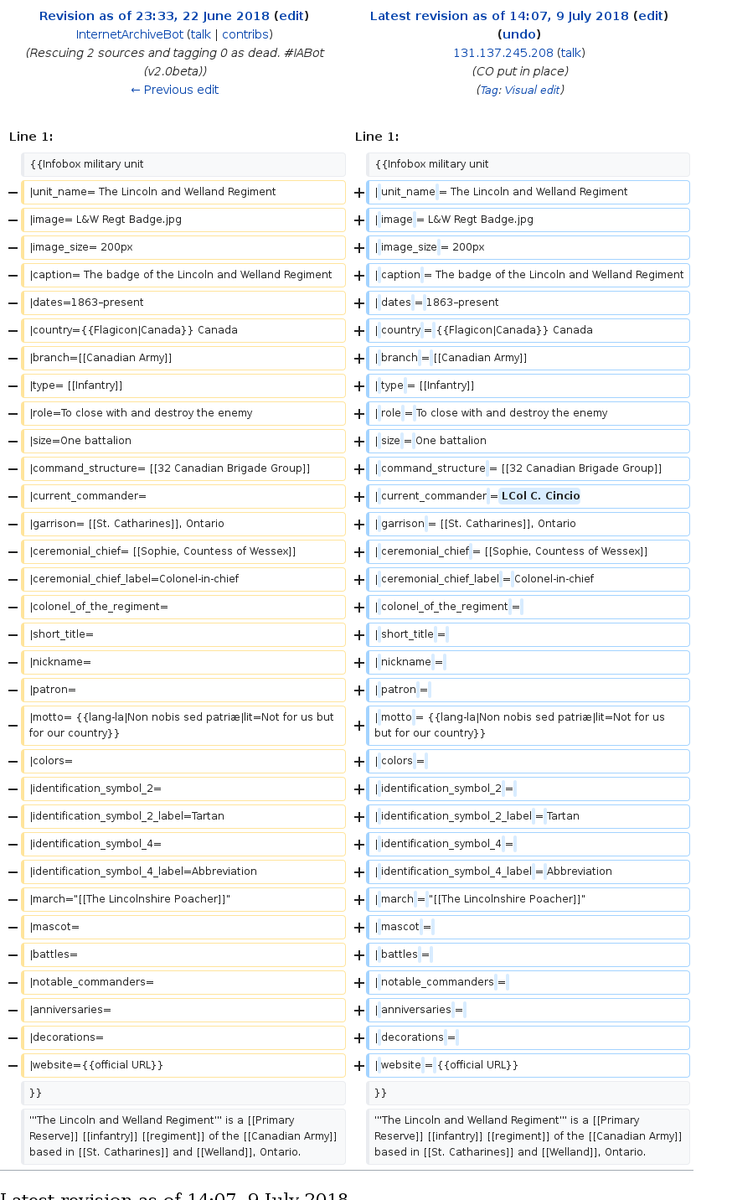 Revision as of 23:33, 22 June 2018 (edit)
InternetArchiveBot (talk | contribs)
(Rescuing 2 sources and tagging 0 as dead. #IABot
(v2.0beta))
← Previous edit
Latest revision as of 14:07, 9 July 2018 (edit)
(undo)
131.137.245.208 (talk)
(CO put in place)
(Tag: Visual edit)
Line 1:
Line 1:
{{Infobox military unit
{{Infobox military unit
− |unit_name= The Lincoln and Welland Regiment
+ | unit_name = The Lincoln and Welland Regiment
− |image= L&W Regt Badge.jpg
+ | image = L&W Regt Badge.jpg
− |image_size= 200px
+ | image_size = 200px
− |caption= The badge of the Lincoln and Welland Regiment
+ | caption = The badge of the Lincoln and Welland Regiment
− |dates=1863–present
+ | dates = 1863–present
− |country={{Flagicon|Canada}} Canada
+ | country = {{Flagicon|Canada}} Canada
− |branch=[[Canadian Army]]
+ | branch = [[Canadian Army]]
− |type= [[Infantry]]
+ | type = [[Infantry]]
− |role=To close with and destroy the enemy
+ | role = To close with and destroy the enemy
− |size=One battalion
+ | size = One battalion
− |command_structure= [[32 Canadian Brigade Group]]
+ | command_structure = [[32 Canadian Brigade Group]]
− |current_commander=
+ | current_commander = LCol C. Cincio
− |garrison= [[St. Catharines]], Ontario
+ | garrison = [[St. Catharines]], Ontario
− |ceremonial_chief= [[Sophie, Countess of Wessex]]
+ | ceremonial_chief = [[Sophie, Countess of Wessex]]
− |ceremonial_chief_label=Colonel-in-chief
+ | ceremonial_chief_label = Colonel-in-chief
− |colonel_of_the_regiment=
+ | colonel_of_the_regiment =
− |short_title=
+ | short_title =
− |nickname=
+ | nickname =
− |patron=
+ | patron =
− |motto= {{lang-la|Non nobis sed patriæ|lit=Not for us but
for our country}}
+ | motto = {{lang-la|Non nobis sed patriæ|lit=Not for us
but for our country}}
− |colors=
+ | colors =
− |identification_symbol_2=
+ | identification_symbol_2 =
− |identification_symbol_2_label=Tartan
+ | identification_symbol_2_label = Tartan
− |identification_symbol_4=
+ | identification_symbol_4 =
− |identification_symbol_4_label=Abbreviation
+ | identification_symbol_4_label = Abbreviation
− |march="[[The Lincolnshire Poacher]]"
+ | march = "[[The Lincolnshire Poacher]]"
− |mascot=
+ | mascot =
− |battles=
+ | battles =
− |notable_commanders=
+ | notable_commanders =
− |anniversaries=
+ | anniversaries =
− |decorations=
+ | decorations =
− |website={{official URL}}
+ | website = {{official URL}}
}}
}}
'''The Lincoln and Welland Regiment''' is a [[Primary
Reserve]] [[infantry]] [[regiment]] of the [[Canadian Army]]
based in [[St. Catharines]] and [[Welland]], Ontario.
'''The Lincoln and Welland Regiment''' is a [[Primary
Reserve]] [[infantry]] [[regiment]] of the [[Canadian Army]]
based in [[St. Catharines]] and [[Welland]], Ontario.
Latest revision as of 14:07, 9 July 2018